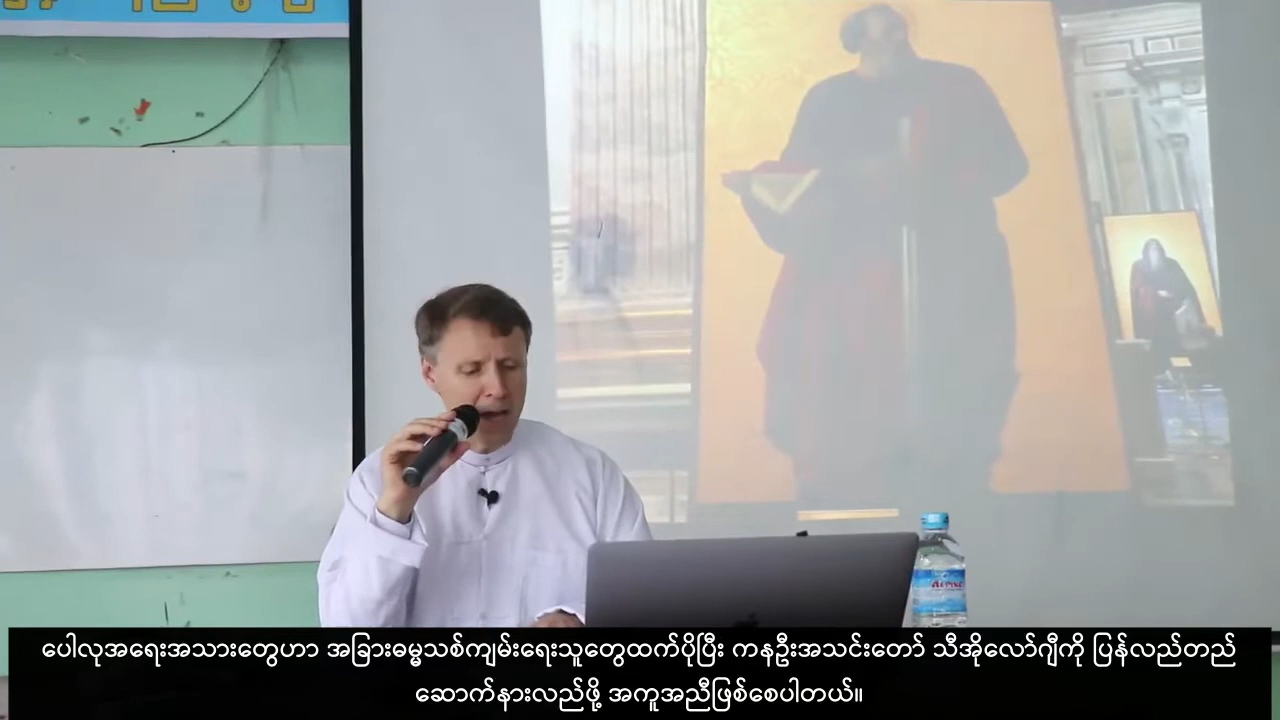 ပေါလုအရေးအသားတွေဟာ အခြားဓမ္မသစ်ကျမ်းရေးသူတွေထက်ပိုပြီး ကနဦးအသင်းတော် သီအိုလော်ဂျီကို ပြန်လည်တည်
ဆောက်နားလည်ဖို့ အကူအညီဖြစ်စေပါတယ်။